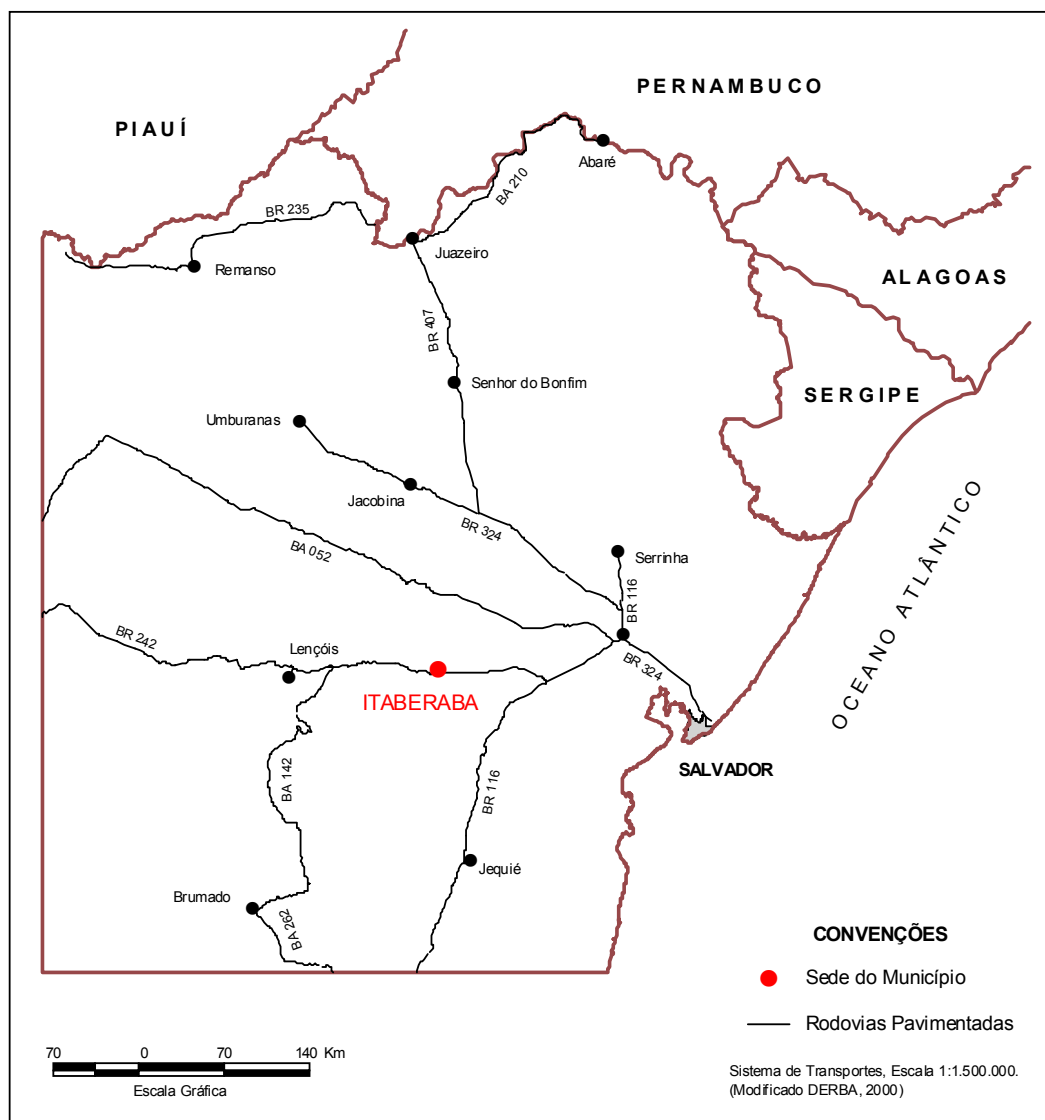 PERNAMBUCO
PIAUÍ
Abaré
BA 210
BR 235
Juazeiro
Remanso
ALAGOAS
BR 407
Senhor do Bonfim
SERGIPE
Umburanas
Jacobina
BR 324
BA 052
Serrinha
BR 116
OCEANO ATLÂNTICO
BR 242
Lençóis
BR 324
ITABERABA
SALVADOR
BA 142
BR 116
Jequié
Brumado
BA 262
CONVENÇÕES
Sede do Município
Rodovias Pavimentadas
70 0 70 140 Km
Escala Gráfica
Sistema de Transportes, Escala 1:1.500.000.
(Modificado DERBA, 2000)